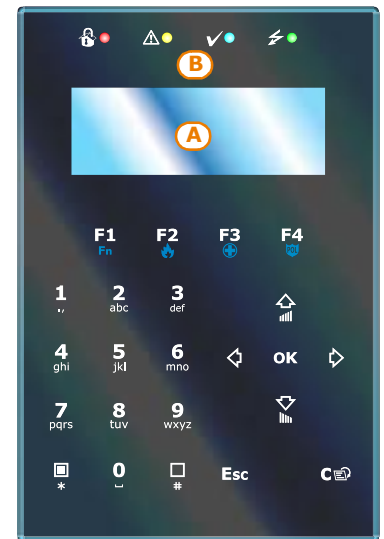 B
A
F1 F2 F3 F4
Fn POL
1 2 3
., abc def
4 5 6 OK
ghi jkl mno
7 8 9
pqrs tuv wxyz
0 Esc C
* ⎵ #